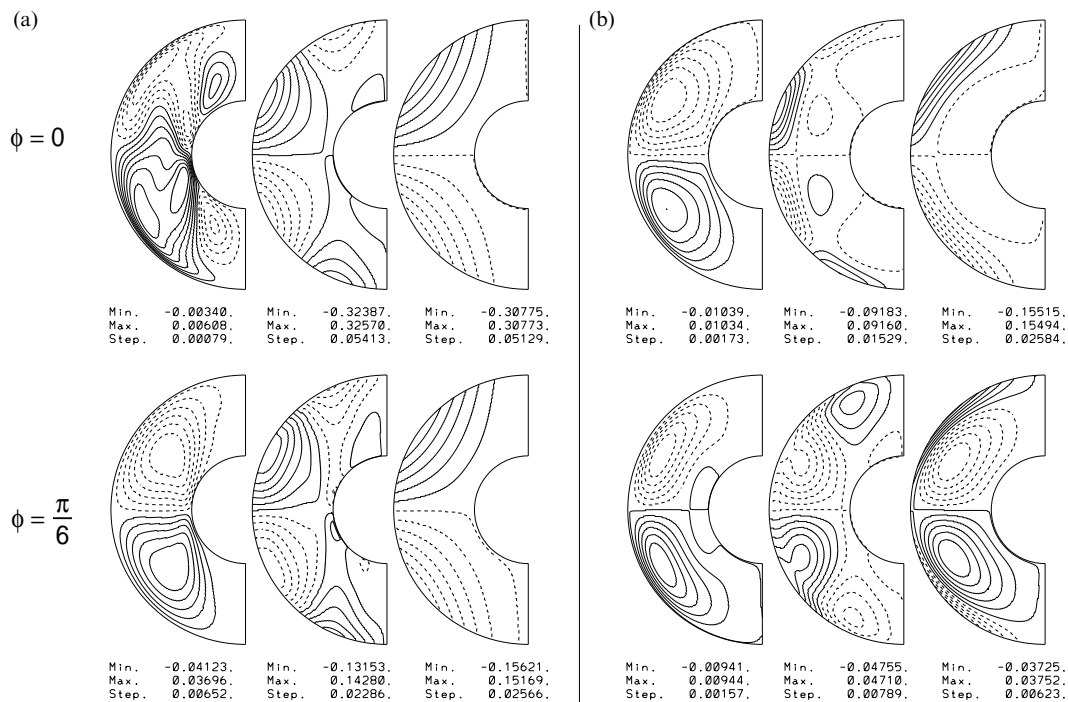 (a) (b)
ϕ = 0
Min. -0.00340. Min. -0.32387. Min. -0.30775. Min. -0.01039. Min. -0.09183. Min. -0.15515.
Max. 0.00608. Max. 0.32570. Max. 0.30773. Max. 0.01034. Max. 0.09160. Max. 0.15494.
Step. 0.00079. Step. 0.05413. Step. 0.05129. Step. 0.00173. Step. 0.01529. Step. 0.02584.
ϕ = π/6
Min. -0.04123. Min. -0.13153. Min. -0.15621. Min. -0.00941. Min. -0.04755. Min. -0.03725.
Max. 0.03696. Max. 0.14280. Max. 0.15169. Max. 0.00944. Max. 0.04710. Max. 0.03752.
Step. 0.00652. Step. 0.02286. Step. 0.02566. Step. 0.00157. Step. 0.00789. Step. 0.00623.